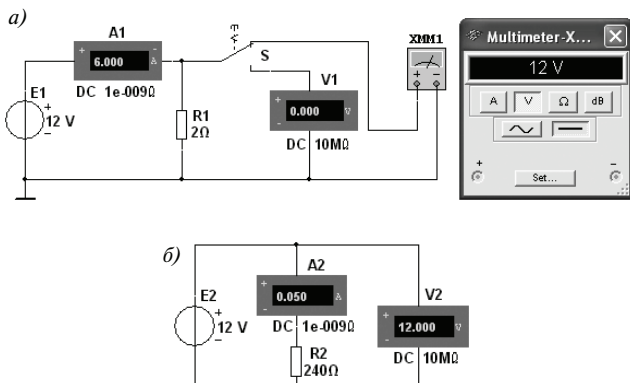 а)
A1
+ 6.000 - A
DC 1e-009Ω
E1
+
12 V
−
R1
2Ω
S
V1
+ 0.000 V
-
DC 10MΩ
XMM1
+ −
Multimeter-X...
12 V
A V Ω dB
+ -
Set...
б)
E2
+
12 V
−
A2
+ 0.050 A
-
DC 1e-009Ω
R2
240Ω
V2
+ 12.000 V
-
DC 10MΩ